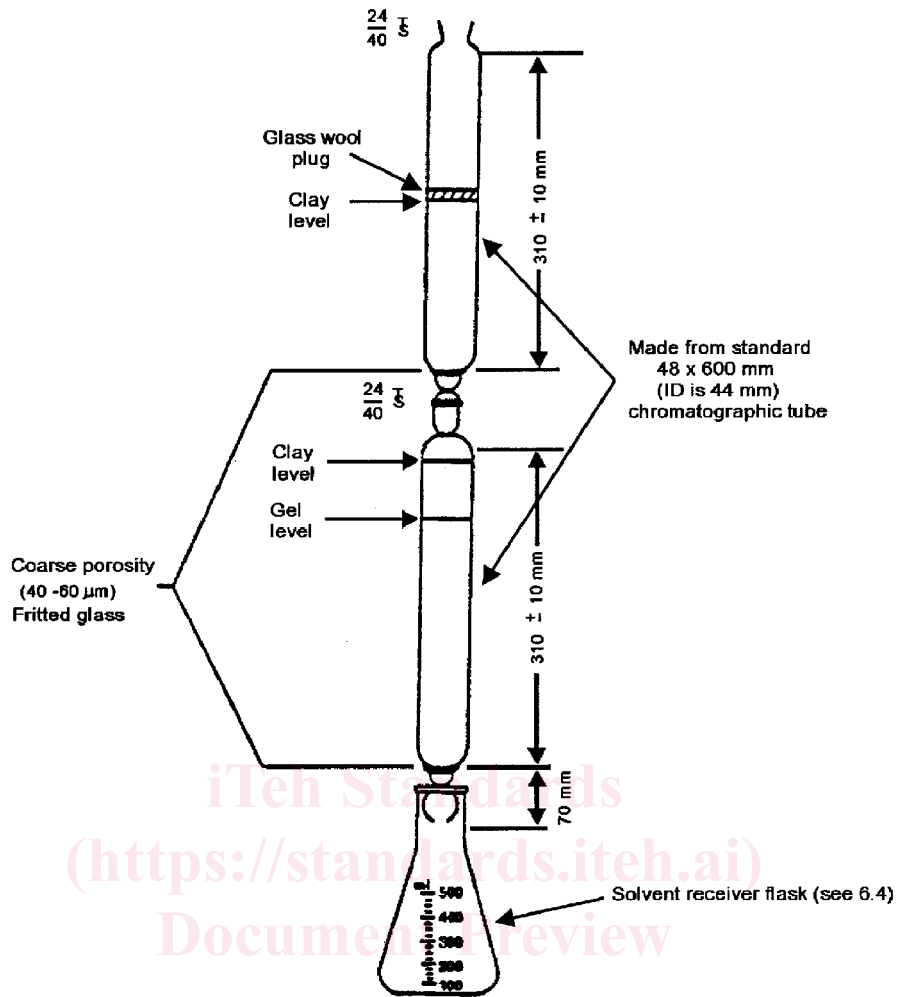 24
40 T̄S
Glass wool
plug
Clay
level
310 ± 10 mm
Made from standard
48 x 600 mm
(ID is 44 mm)
chromatographic tube
24
40 T̄S
Clay
level
Gel
level
Coarse porosity
(40 -60 µm)
Fritted glass
310 ± 10 mm
70 mm
iTeh Standards
(https://standards.iteh.ai)
Document Preview
Solvent receiver flask (see 6.4)
500
400
300
200
100